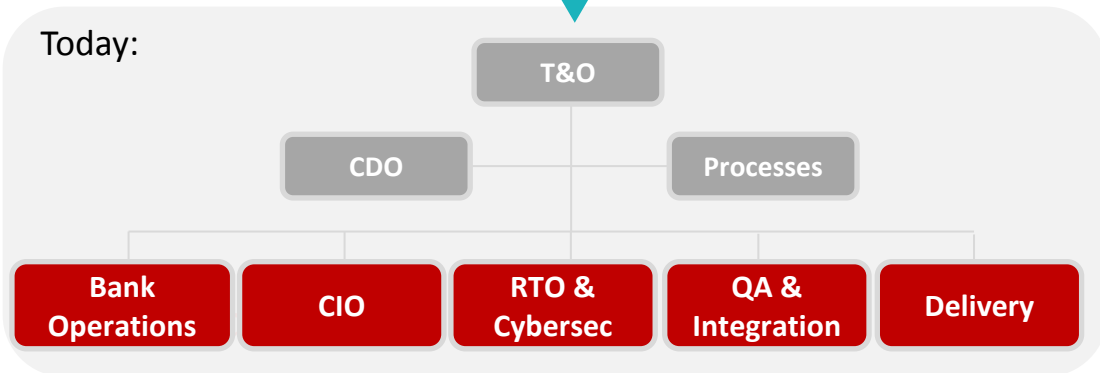 Today:
T&O
CDO
Processes
Bank
Operations
CIO
RTO &
Cybersec
QA &
Integration
Delivery